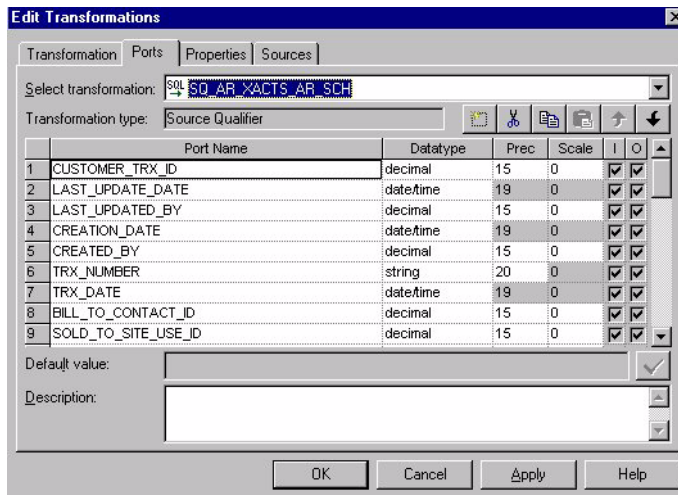 Edit Transformations
Transformation Ports Properties Sources
Select transformation: SQL SQ_AR_XACTS_AR_SCH
Transformation type: Source Qualifier
Port Name Datatype Prec Scale I O
1 CUSTOMER_TRX_ID decimal 15 0
2 LAST_UPDATE_DATE date/time 19 0
3 LAST_UPDATED_BY decimal 15 0
4 CREATION_DATE date/time 19 0
5 CREATED_BY decimal 15 0
6 TRX_NUMBER string 20 0
7 TRX_DATE date/time 19 0
8 BILL_TO_CONTACT_ID decimal 15 0
9 SOLD_TO_SITE_USE_ID decimal 15 0
Default value:
Description:
OK Cancel Apply Help